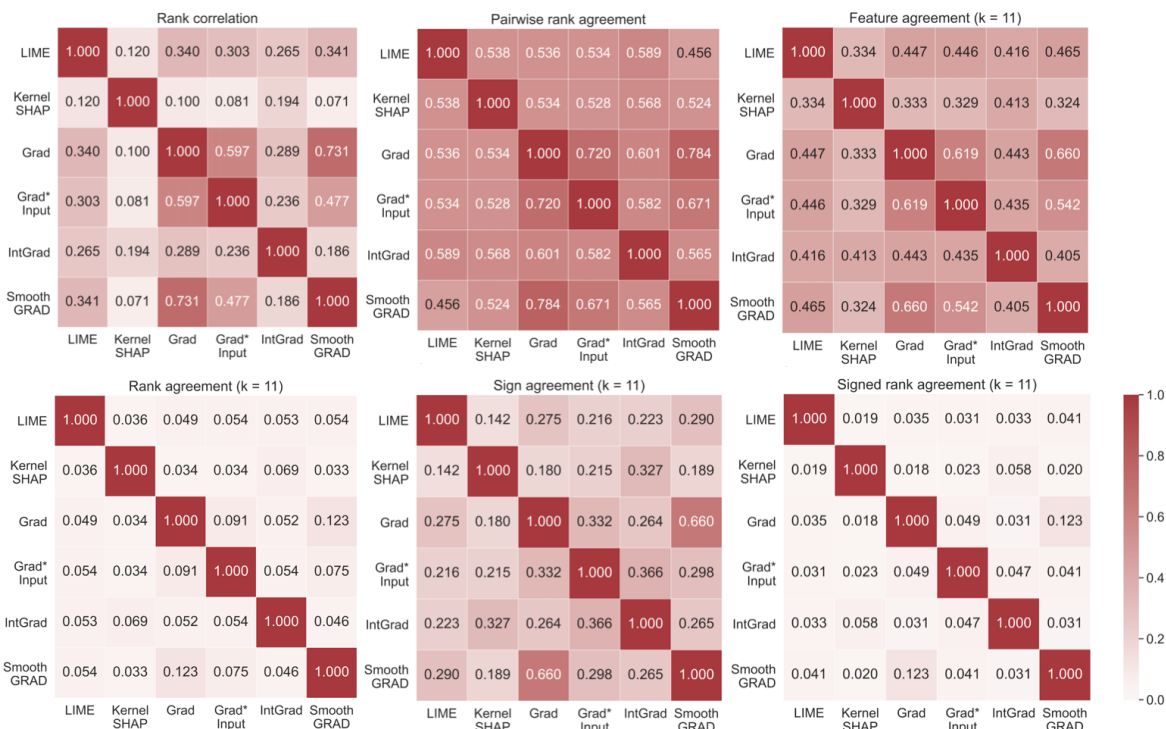 Rank correlation
LIME 1.000 0.120 0.340 0.303 0.265 0.341
Kernel
SHAP 0.120 1.000 0.100 0.081 0.194 0.071
Grad 0.340 0.100 1.000 0.597 0.289 0.731
Grad*
Input 0.303 0.081 0.597 1.000 0.236 0.477
IntGrad 0.265 0.194 0.289 0.236 1.000 0.186
Smooth
GRAD 0.341 0.071 0.731 0.477 0.186 1.000
LIME Kernel Grad Grad* IntGrad Smooth
SHAP Input GRAD
Pairwise rank agreement
LIME 1.000 0.538 0.536 0.534 0.589 0.456
Kernel
SHAP 0.538 1.000 0.534 0.528 0.568 0.524
Grad 0.536 0.534 1.000 0.720 0.601 0.784
Grad*
Input 0.534 0.528 0.720 1.000 0.582 0.671
IntGrad 0.589 0.568 0.601 0.582 1.000 0.565
Smooth
GRAD 0.456 0.524 0.784 0.671 0.565 1.000
LIME Kernel Grad Grad* IntGrad Smooth
SHAP Input GRAD
Feature agreement (k = 11)
LIME 1.000 0.334 0.447 0.446 0.416 0.465
Kernel
SHAP 0.334 1.000 0.333 0.329 0.413 0.324
Grad 0.447 0.333 1.000 0.619 0.443 0.660
Grad*
Input 0.446 0.329 0.619 1.000 0.435 0.542
IntGrad 0.416 0.413 0.443 0.435 1.000 0.405
Smooth
GRAD 0.465 0.324 0.660 0.542 0.405 1.000
LIME Kernel Grad Grad* IntGrad Smooth
SHAP Input GRAD
Rank agreement (k = 11)
LIME 1.000 0.036 0.049 0.054 0.053 0.054
Kernel
SHAP 0.036 1.000 0.034 0.034 0.069 0.033
Grad 0.049 0.034 1.000 0.091 0.052 0.123
Grad*
Input 0.054 0.034 0.091 1.000 0.054 0.075
IntGrad 0.053 0.069 0.052 0.054 1.000 0.046
Smooth
GRAD 0.054 0.033 0.123 0.075 0.046 1.000
LIME Kernel Grad Grad* IntGrad Smooth
SHAP Input GRAD
Sign agreement (k = 11)
LIME 1.000 0.142 0.275 0.216 0.223 0.290
Kernel
SHAP 0.142 1.000 0.180 0.215 0.327 0.189
Grad 0.275 0.180 1.000 0.332 0.264 0.660
Grad*
Input 0.216 0.215 0.332 1.000 0.366 0.298
IntGrad 0.223 0.327 0.264 0.366 1.000 0.265
Smooth
GRAD 0.290 0.189 0.660 0.298 0.265 1.000
LIME Kernel Grad Grad* IntGrad Smooth
SHAP Input GRAD
Signed rank agreement (k = 11)
LIME 1.000 0.019 0.035 0.031 0.033 0.041
Kernel
SHAP 0.019 1.000 0.018 0.023 0.058 0.020
Grad 0.035 0.018 1.000 0.049 0.031 0.123
Grad*
Input 0.031 0.023 0.049 1.000 0.047 0.041
IntGrad 0.033 0.058 0.031 0.047 1.000 0.031
Smooth
GRAD 0.041 0.020 0.123 0.041 0.031 1.000
LIME Kernel Grad Grad* IntGrad Smooth
SHAP Input GRAD
1.0
0.8
0.6
0.4
0.2
0.0